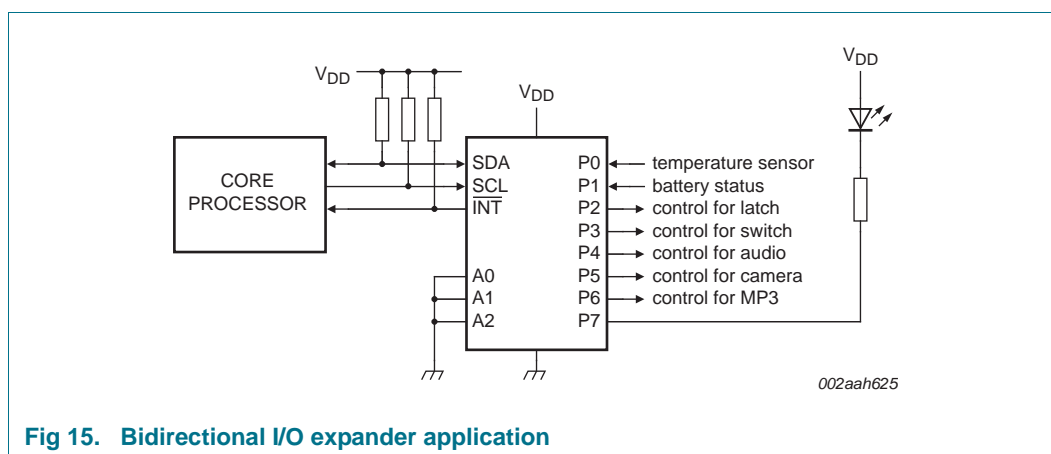 VDD
VDD
VDD
CORE
PROCESSOR
SDA
SCL
INT
A0
A1
A2
P0
P1
P2
P3
P4
P5
P6
P7
temperature sensor
battery status
control for latch
control for switch
control for audio
control for camera
control for MP3
002aah625
Fig 15. Bidirectional I/O expander application